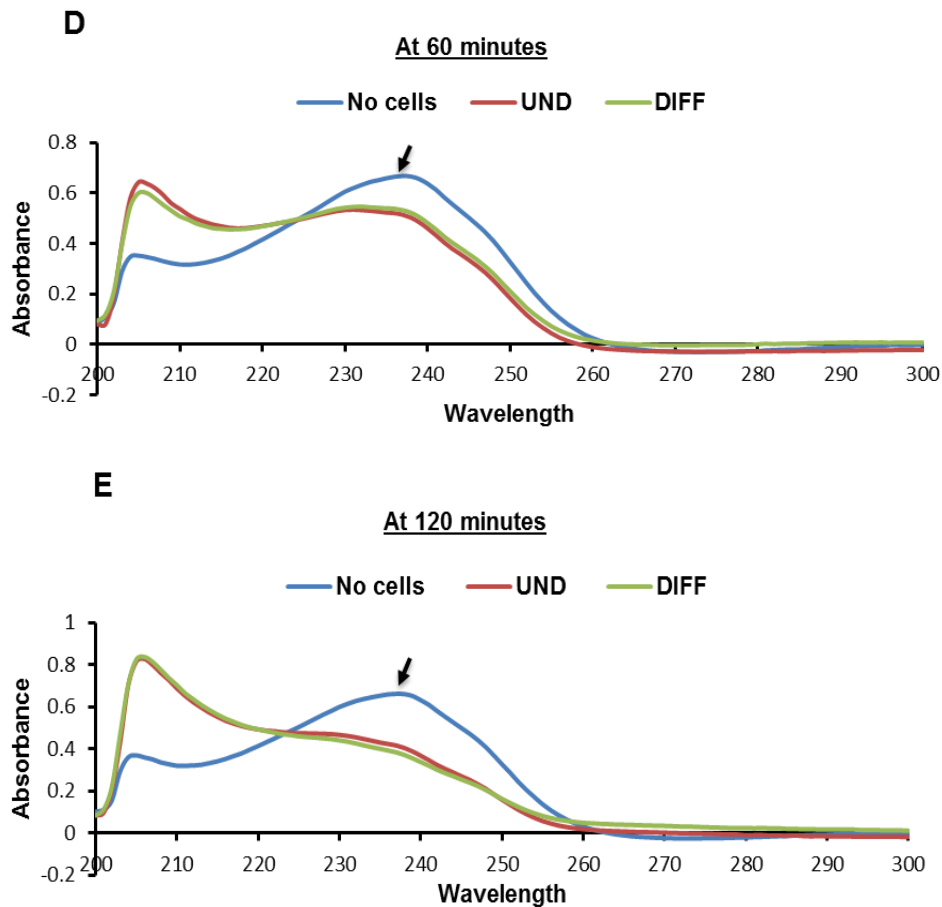 D
At 60 minutes
No cells UND DIFF
0.8
0.6
0.4
0.2
0
-0.2
Absorbance
200 210 220 230 240 250 260 270 280 290 300
Wavelength
E
At 120 minutes
No cells UND DIFF
1
0.8
0.6
0.4
0.2
0
-0.2
Absorbance
200 210 220 230 240 250 260 270 280 290 300
Wavelength